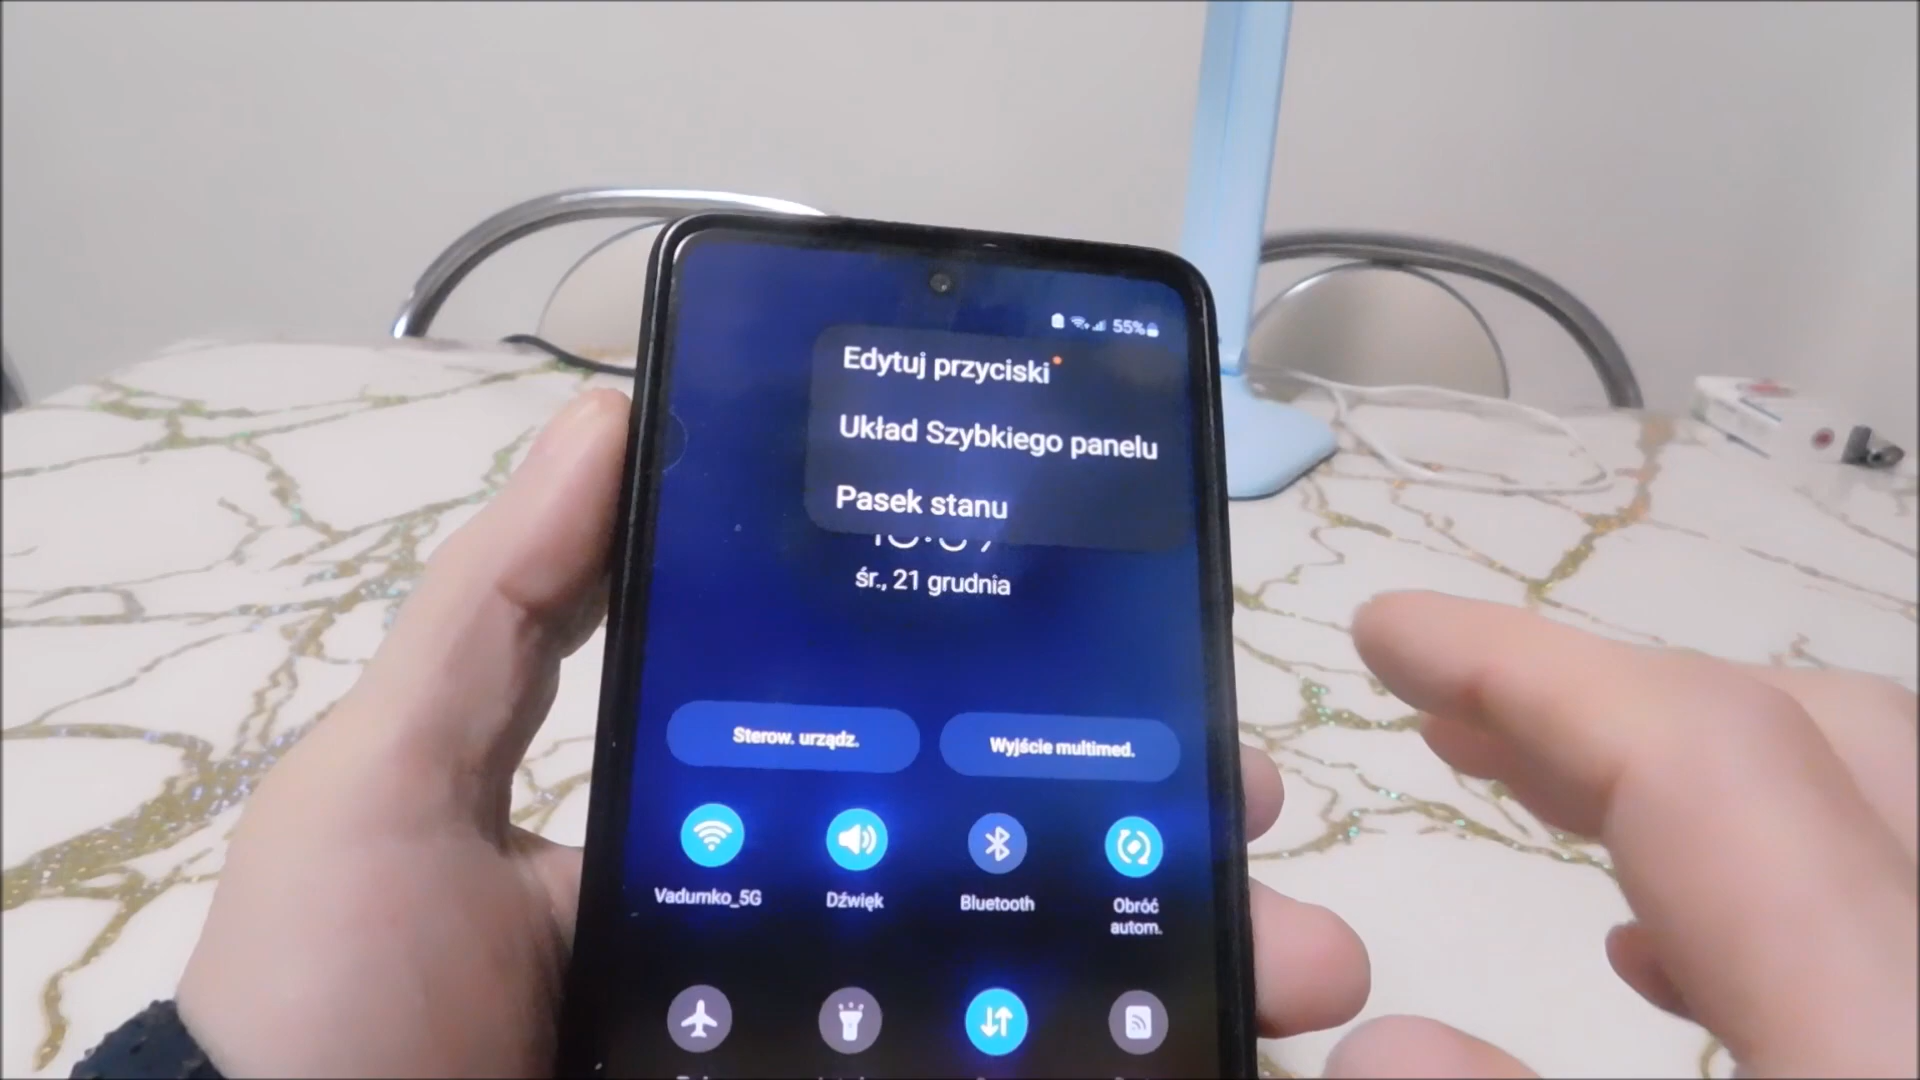 55%
Edytuj przyciski
Układ Szybkiego panelu
Pasek stanu
śr., 21 grudnia
Sterow. urządz.
Wyjście multimed.
Vadumko_5G
Dźwięk
Bluetooth
Obróć
autom.